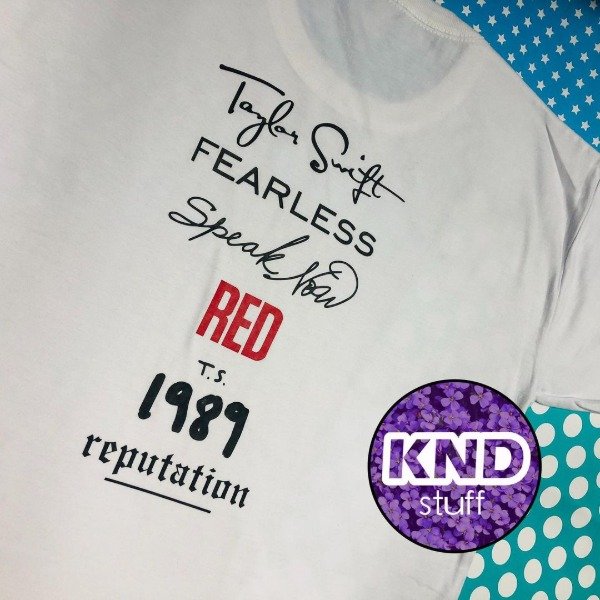 Taylor Swift
FEARLESS
Speak Now
RED
T.S.
1989
reputation
KND
stuff